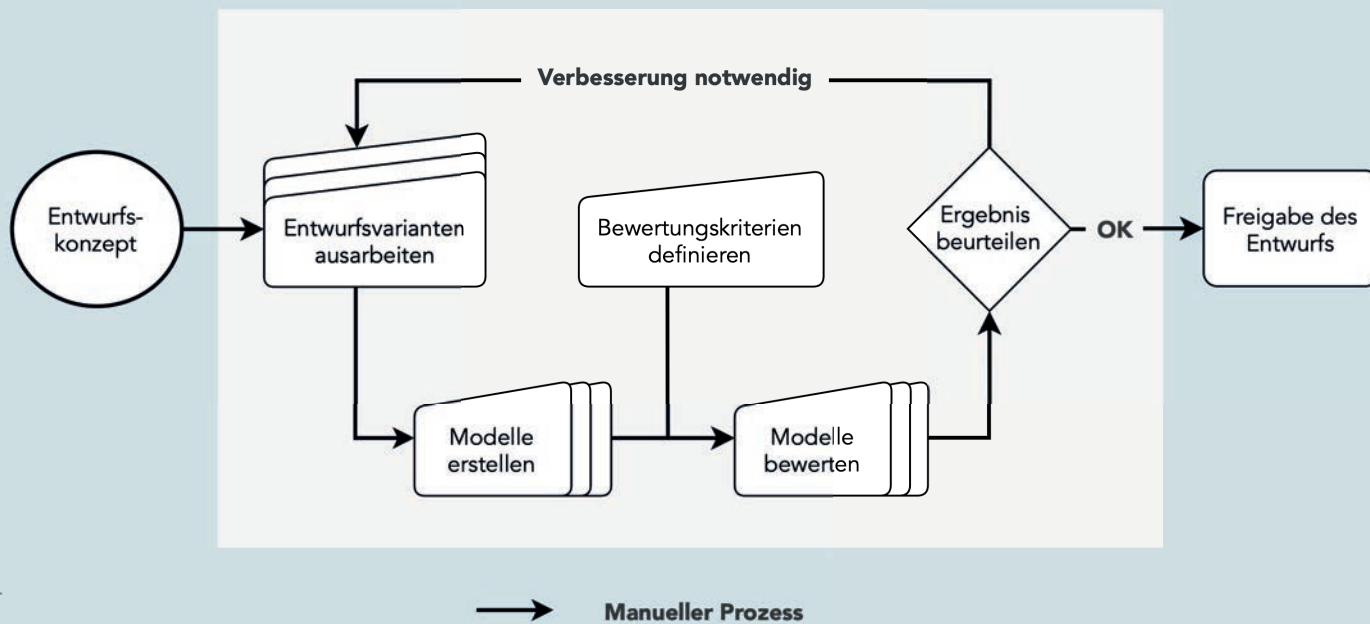 Verbesserung notwendig
Entwurfs-
konzept
Entwurfsvarianten
ausarbeiten
Bewertungskriterien
definieren
Ergebnis
beurteilen
OK
Freigabe des
Entwurfs
Modelle
erstellen
Modelle
bewerten
Manueller Prozess